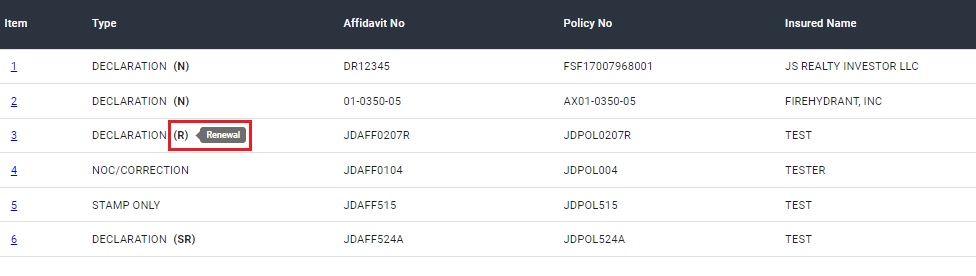 Item Type Affidavit No Policy No Insured Name
1 DECLARATION (N) DR12345 FSF17007968001 JS REALTY INVESTOR LLC
2 DECLARATION (N) 01-0350-05 AX01-0350-05 FIREHYDRANT, INC
3 DECLARATION (R) Renewal JDAFF0207R JDPOL0207R TEST
4 NOC/CORRECTION JDAFF0104 JDPOL004 TESTER
5 STAMP ONLY JDAFF515 JDPOL515 TEST
6 DECLARATION (SR) JDAFF524A JDPOL524A TEST